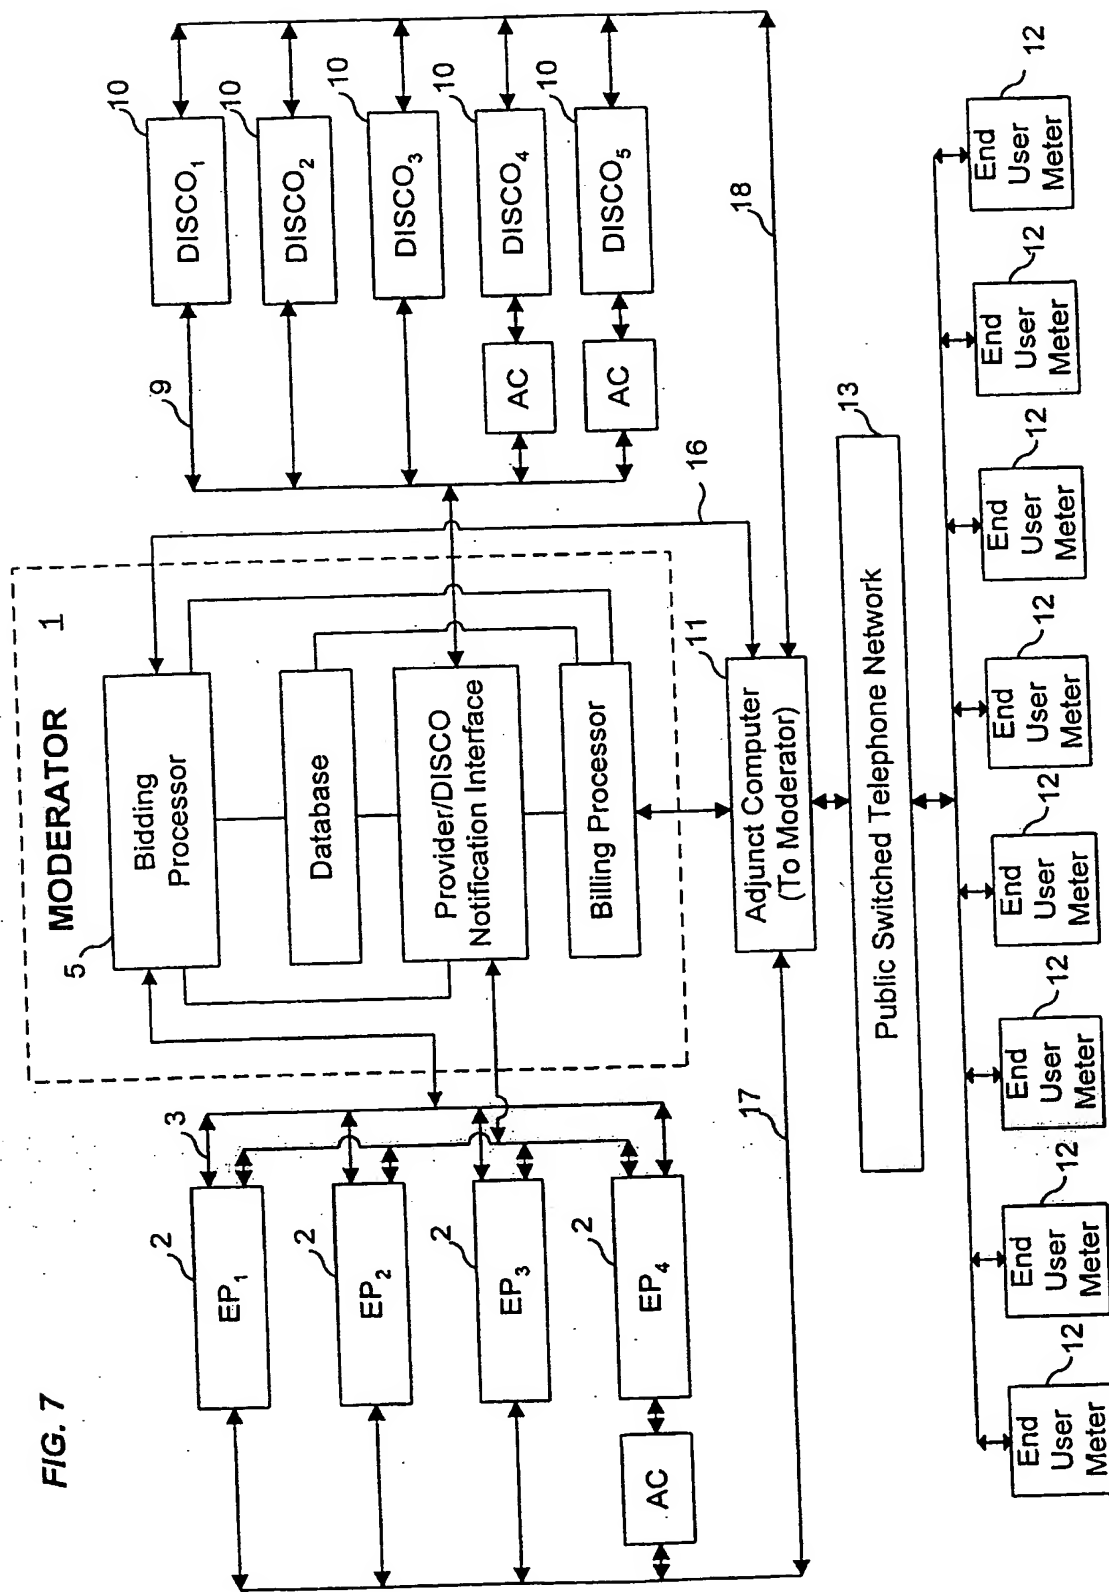 FIG. 7
MODERATOR 1
5
Bidding
Processor
Database
Provider/DISCO
Notification Interface
Billing Processor
3
2
EP1
2
EP2
2
EP3
2
EP4
AC
9
10
DISCO1
10
DISCO2
10
DISCO3
10
DISCO4
10
DISCO5
AC
AC
16
17
18
11
Adjunct Computer
(To Moderator)
13
Public Switched Telephone Network
12
End
User
Meter
12
End
User
Meter
12
End
User
Meter
12
End
User
Meter
12
End
User
Meter
12
End
User
Meter
12
End
User
Meter
12
End
User
Meter